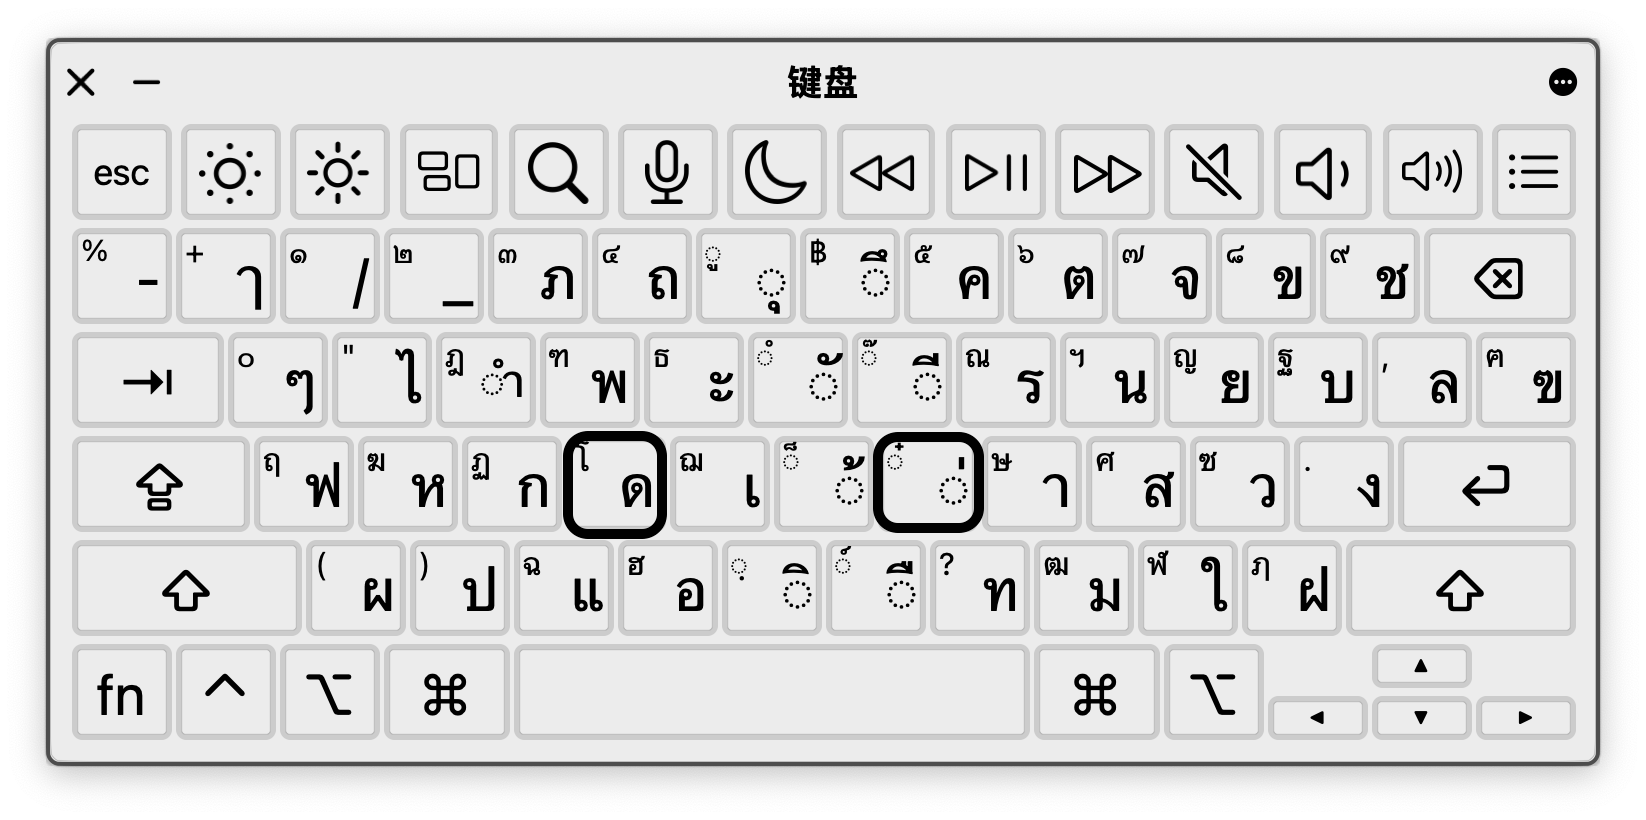 键盘
esc
% - + ๅ ๑ / ๒ _ ๓ ภ ๔ ถ ู ุ ฿ ึ ๕ ค ๖ ต ๗ จ ๘ ข ๙ ช
๐ ๆ " ไ ฎ ำ ฑ พ ธ ะ ํ ั ๊ ี ณ ร ฯ น ญ ย ฐ บ , ล ฅ ฃ
ฤ ฟ ฆ ห ฏ ก โ ด ฌ เ ็ ้ ๋ ่ ษ า ศ ส ซ ว . ง
( ผ ) ป ฉ แ ฮ อ ฺ ิ ์ ื ? ท ฒ ม ฬ ใ ฦ ฝ
fn